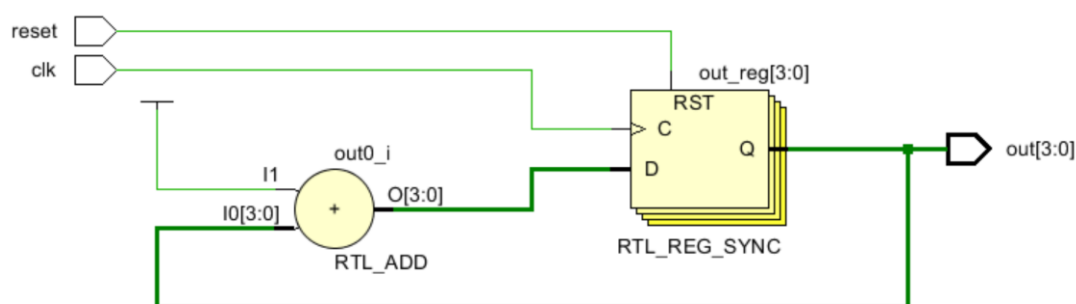 reset
clk
out_reg[3:0]
RST
C
Q
D
out[3:0]
out0_i
I1
O[3:0]
I0[3:0]
+
RTL_ADD
RTL_REG_SYNC